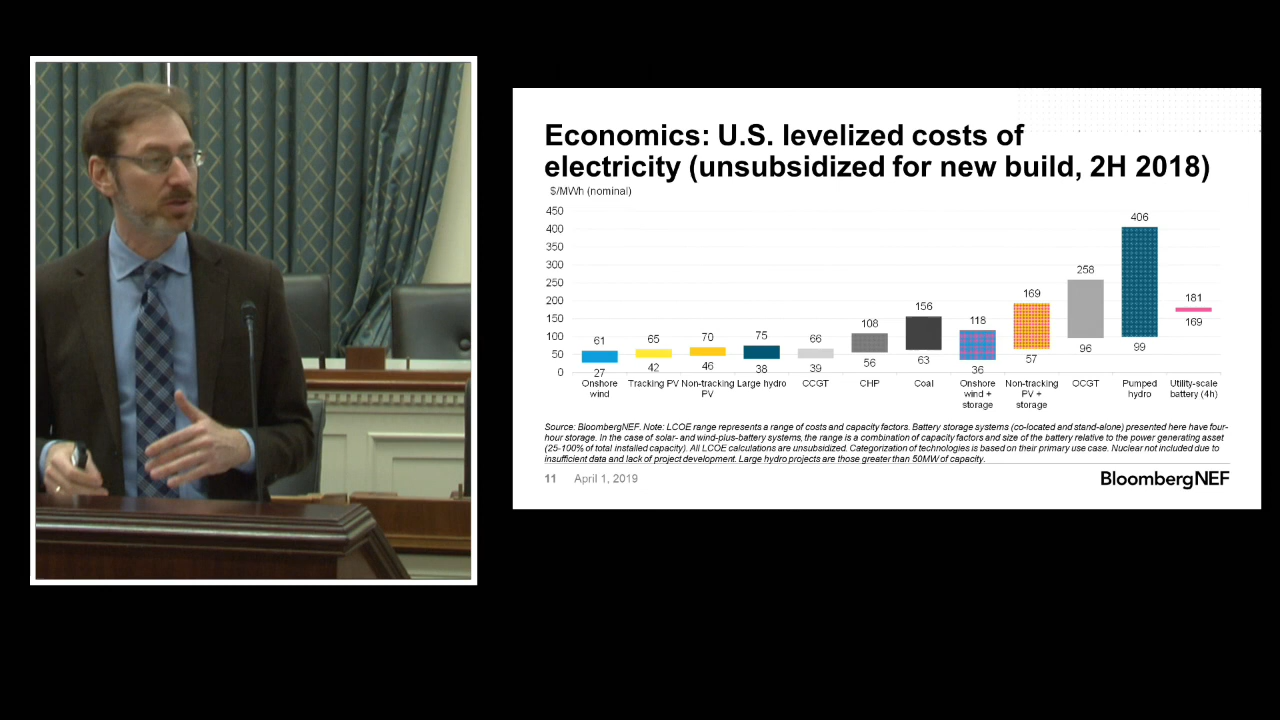 Economics: U.S. levelized costs of
electricity (unsubsidized for new build, 2H 2018)
$/MWh (nominal)
450
400
350
300
250
200
150
100
50
0
61
27
65
42
70
46
75
38
66
39
108
56
156
63
118
36
169
57
258
96
406
99
181
169
Onshore
wind
Tracking PV
Non-tracking
PV
Large hydro
CCGT
CHP
Coal
Onshore
wind +
storage
Non-tracking
PV +
storage
OCGT
Pumped
hydro
Utility-scale
battery (4h)
Source: BloombergNEF. Note: LCOE range represents a range of costs and capacity factors. Battery storage systems (co-located and stand-alone) presented here have four-
hour storage. In the case of solar- and wind-plus-battery systems, the range is a combination of capacity factors and size of the battery relative to the power generating asset
(25-100% of total installed capacity). All LCOE calculations are unsubsidized. Categorization of technologies is based on their primary use case. Nuclear not included due to
insufficient data and lack of project development. Large hydro projects are those greater than 50MW of capacity.
11 April 1, 2019
BloombergNEF